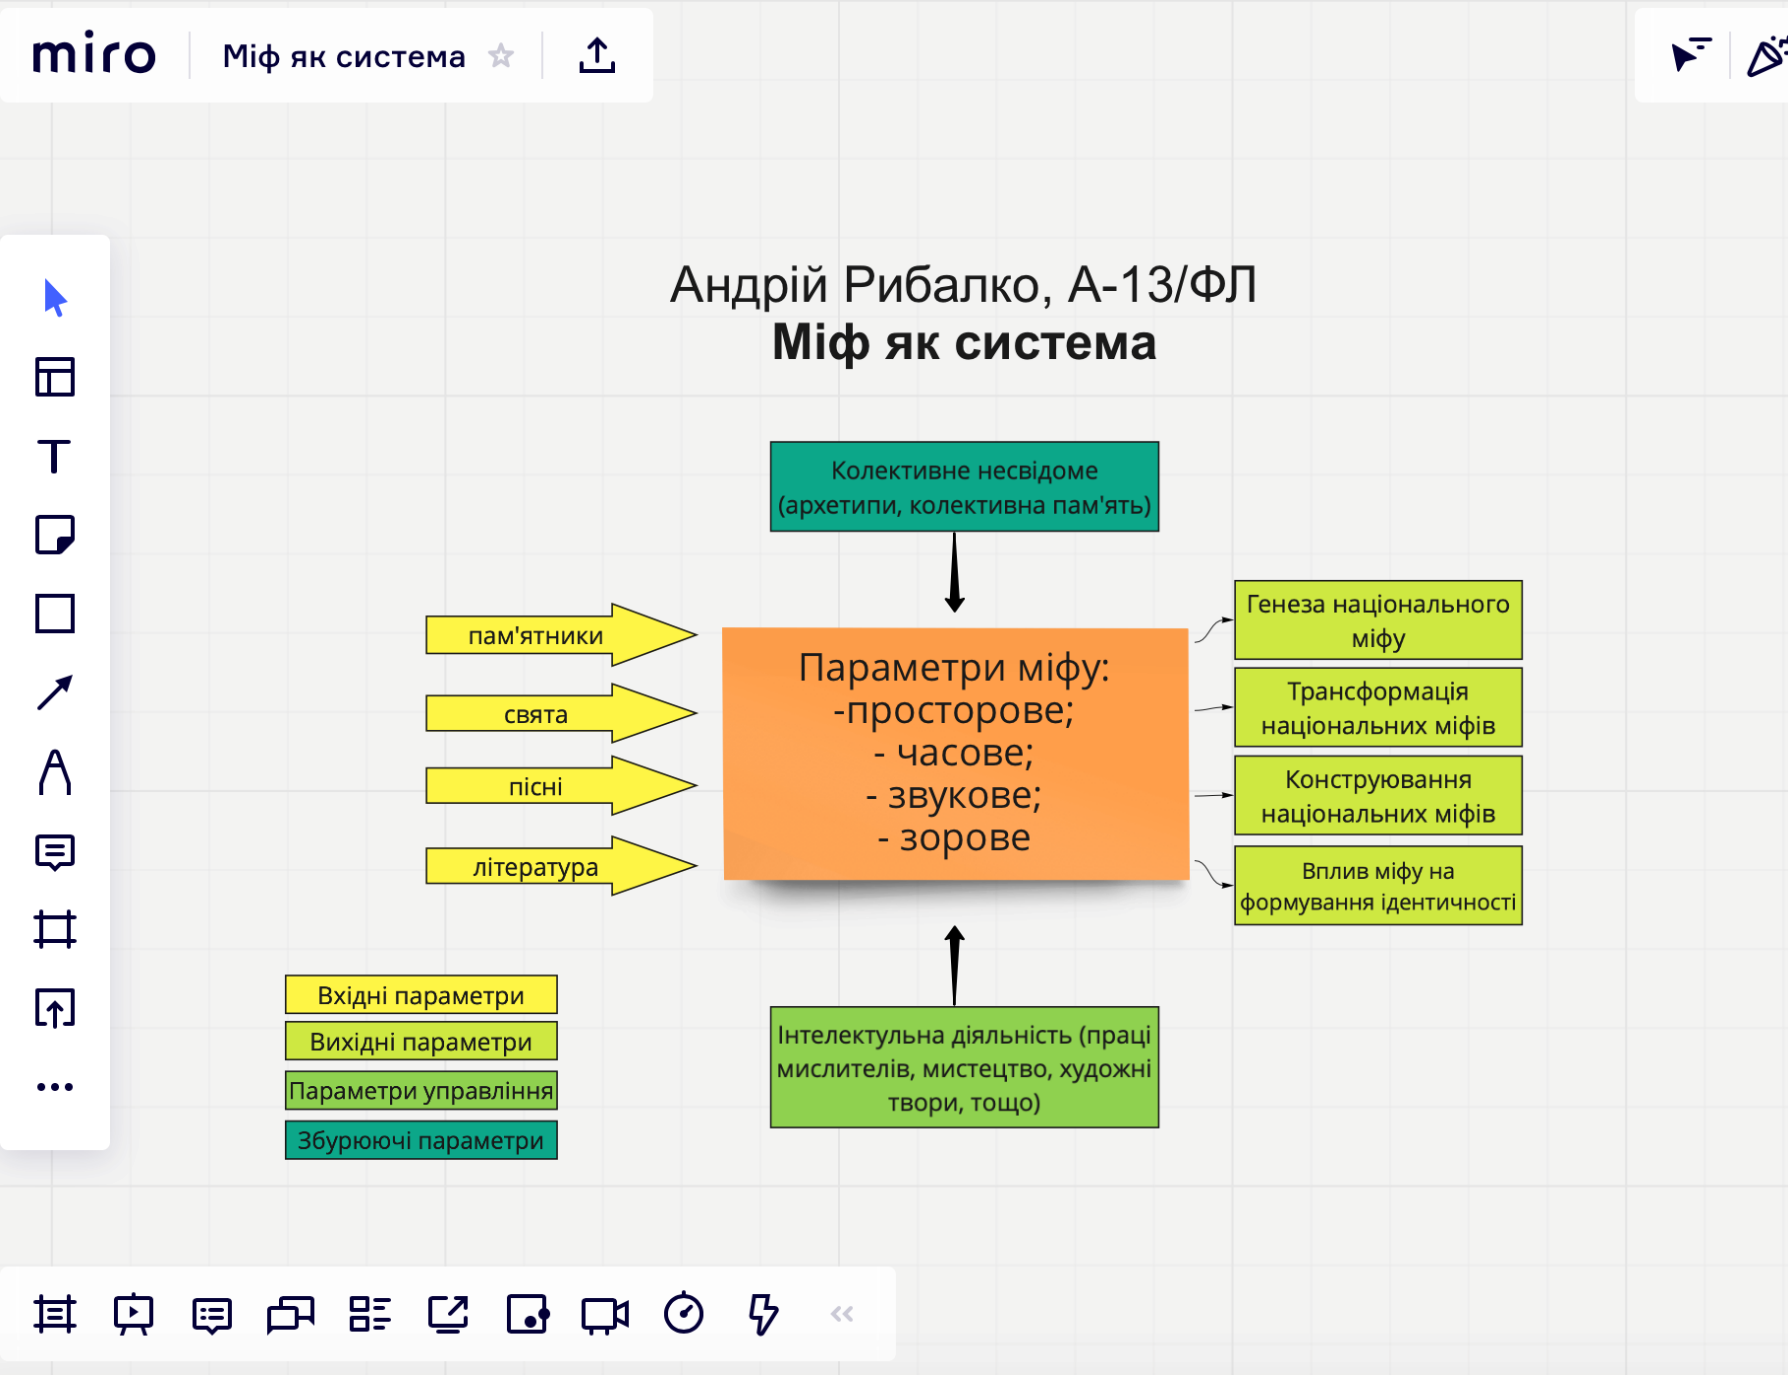 miro
Міф як система
Андрій Рибалко, А-13/ФЛ
Міф як система
Колективне несвідоме
(архетипи, колективна пам'ять)
пам'ятники
свята
пісні
література
Параметри міфу:
-просторове;
- часове;
- звукове;
- зорове
Генеза національного
міфу
Трансформація
національних міфів
Конструювання
національних міфів
Вплив міфу на
формування ідентичності
Інтелектульна діяльність (праці
мислителів, мистецтво, художні
твори, тощо)
Вхідні параметри
Вихідні параметри
Параметри управління
Збурюючі параметри